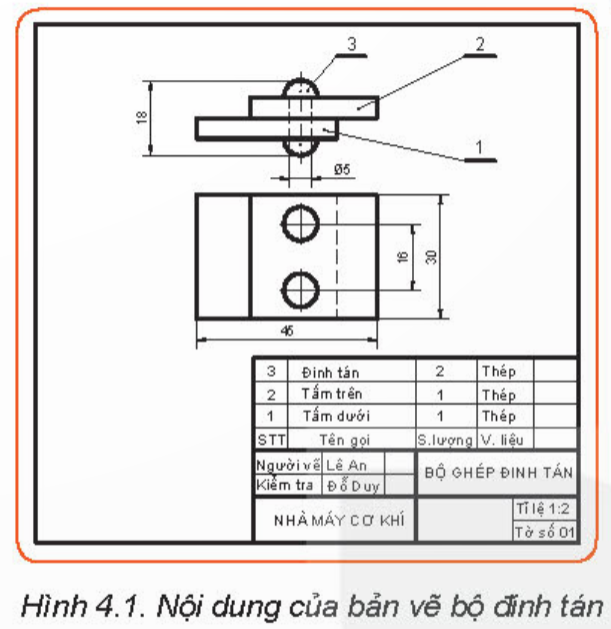 3
2
18
1
Ø5
16
30
45
3 Đinh tán 2 Thép
2 Tấm trên 1 Thép
1 Tấm dưới 1 Thép
STT Tên gọi S.lượng V. liệu
Người vẽ Lê An
BỘ GHÉP ĐINH TÁN
Kiểm tra Đỗ Duy
NHÀ MÁY CƠ KHÍ
Tỉ lệ 1:2
Tờ số 01
Hình 4.1. Nội dung của bản vẽ bộ đinh tán